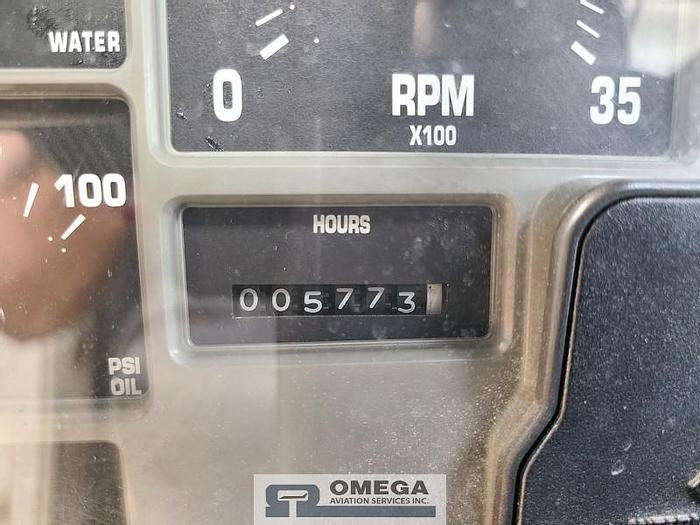 WATER
0
RPM
X100
35
100
PSI
OIL
HOURS
005773
OMEGA
AVIATION SERVICES INC.